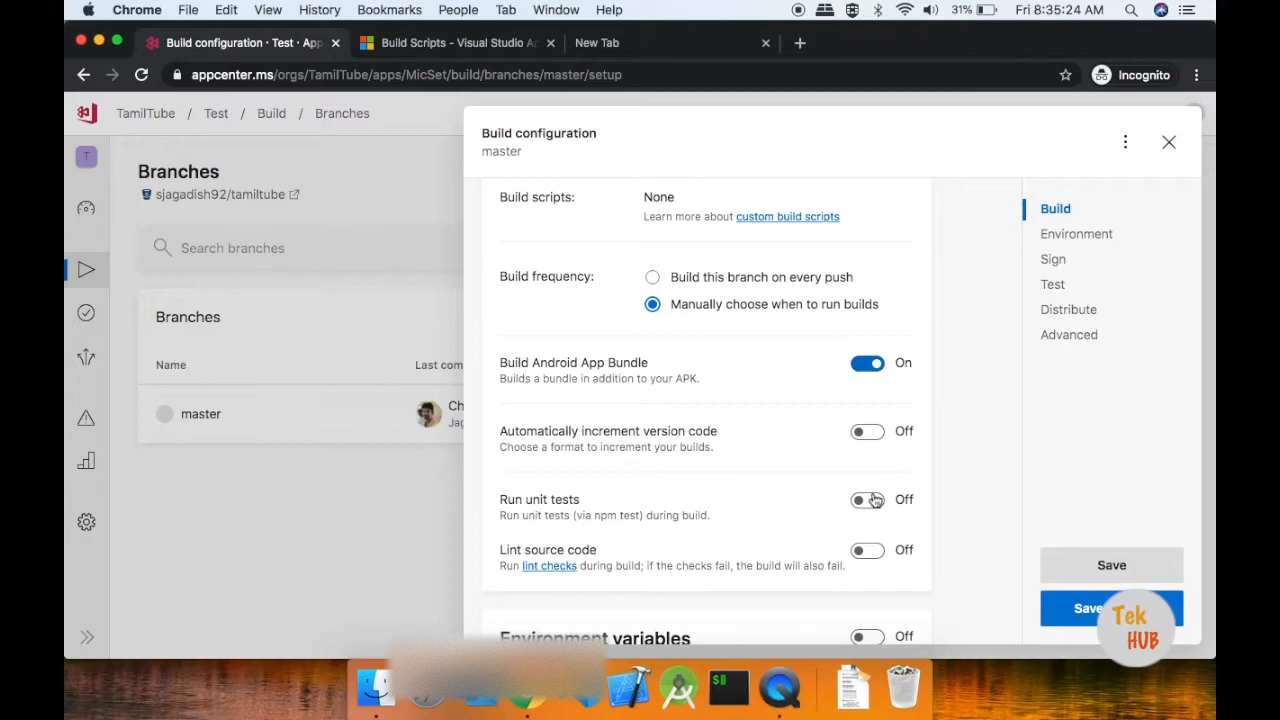 Chrome File Edit View History Bookmarks People Tab Window Help 31% Fri 8:35:24 AM
Build configuration · Test · App Build Scripts - Visual Studio Ap New Tab
appcenter.ms/orgs/TamilTube/apps/MicSet/build/branches/master/setup Incognito
TamilTube / Test / Build / Branches
T
Branches
sjagadish92/tamiltube
Search branches
Branches
Name Last com
master Ch
Jag
Build configuration
master
Build scripts: None
Learn more about custom build scripts
Build frequency: Build this branch on every push
Manually choose when to run builds
Build Android App Bundle On
Builds a bundle in addition to your APK.
Automatically increment version code Off
Choose a format to increment your builds.
Run unit tests Off
Run unit tests (via npm test) during build.
Lint source code Off
Run lint checks during build; if the checks fail, the build will also fail.
Environment variables Off
Build
Environment
Sign
Test
Distribute
Advanced
Save
Save
Tek
HUB